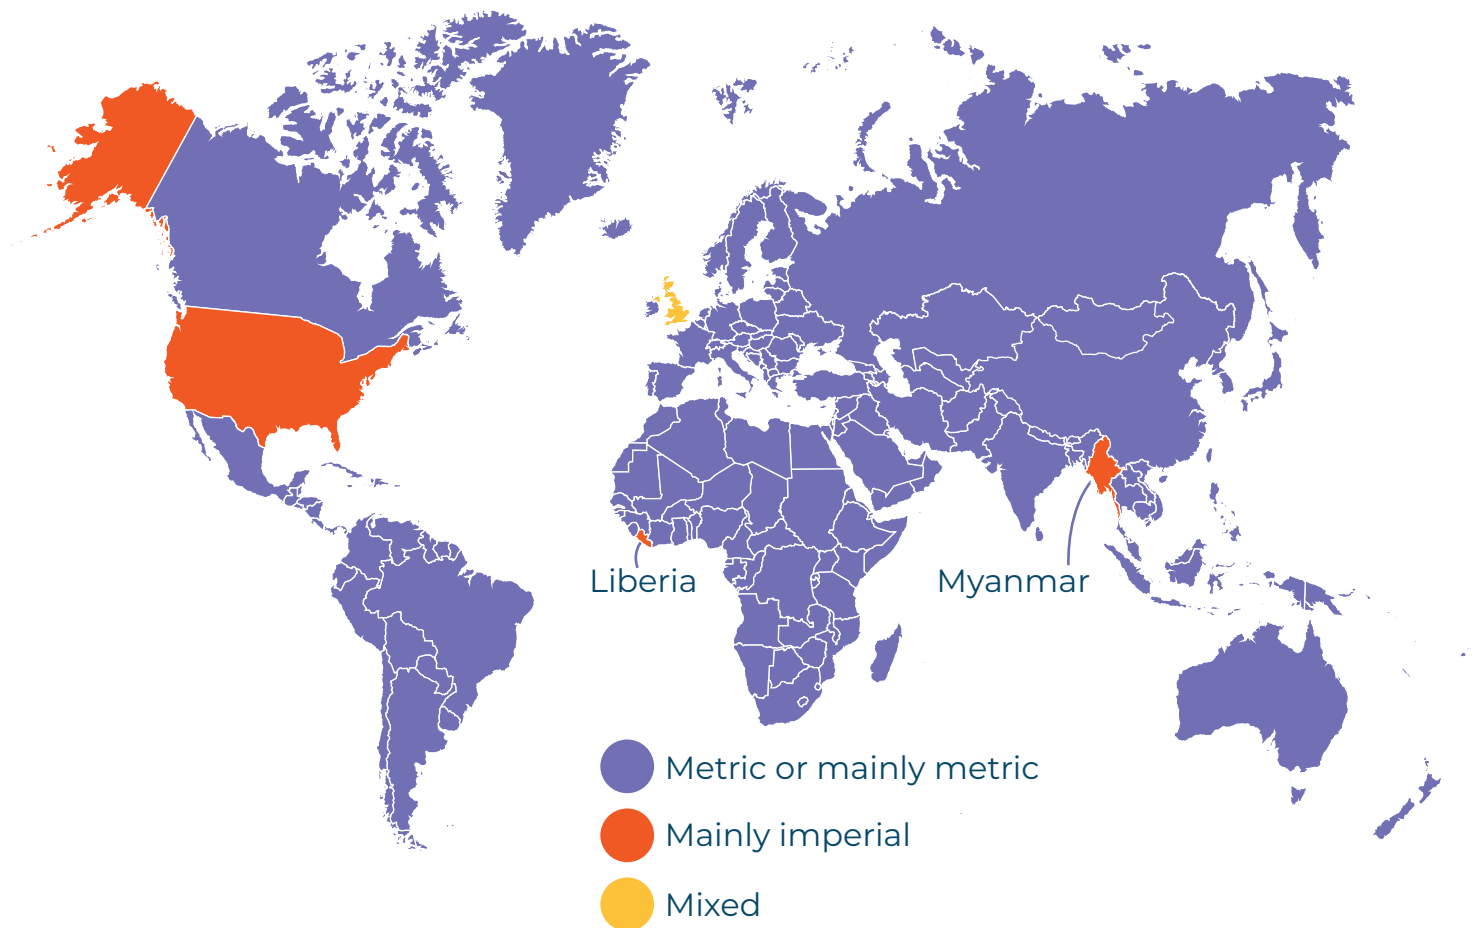 Liberia
Myanmar
Metric or mainly metric
Mainly imperial
Mixed